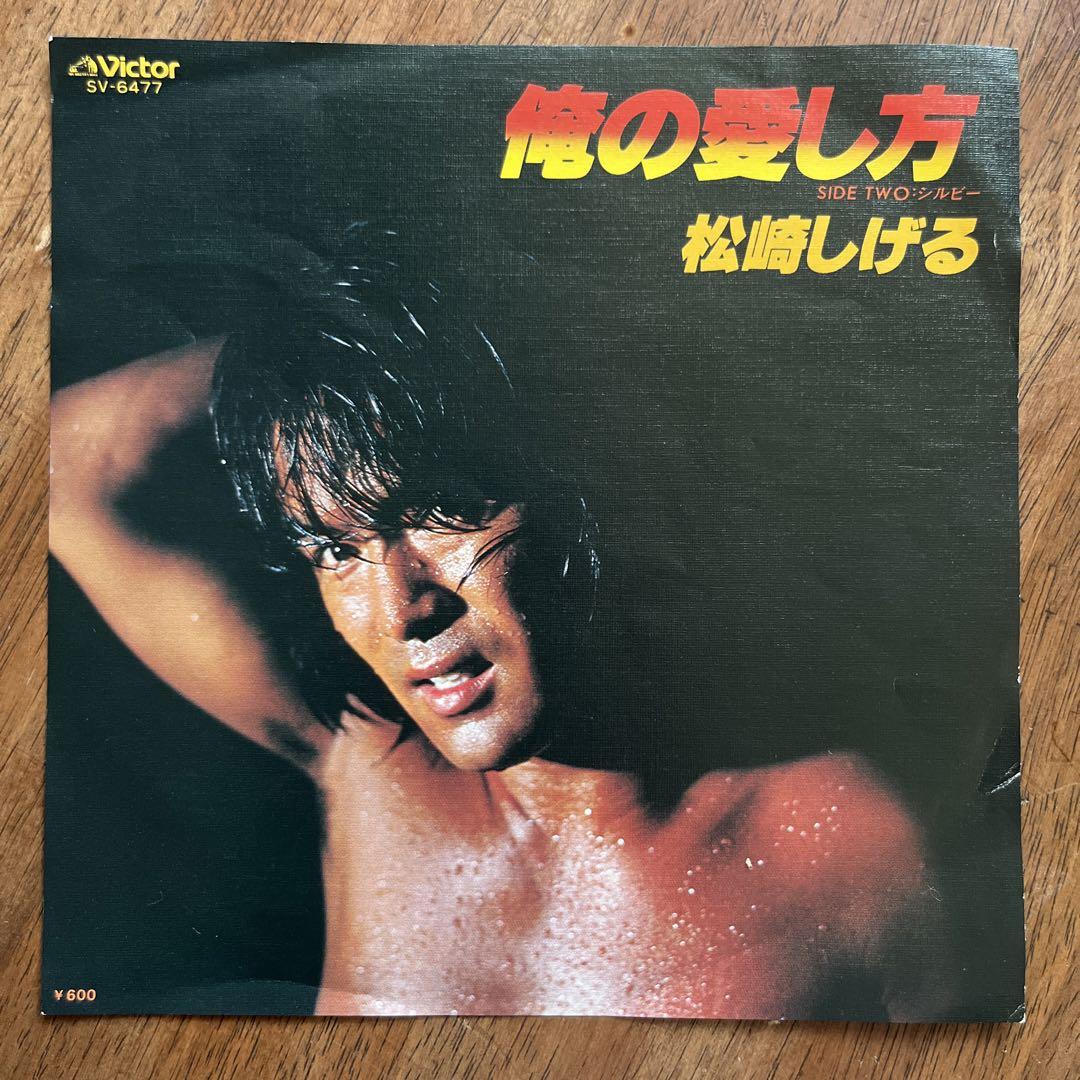 Victor
SV-6477
俺の愛し方
SIDE TWO:シルビー
松崎しげる
¥600